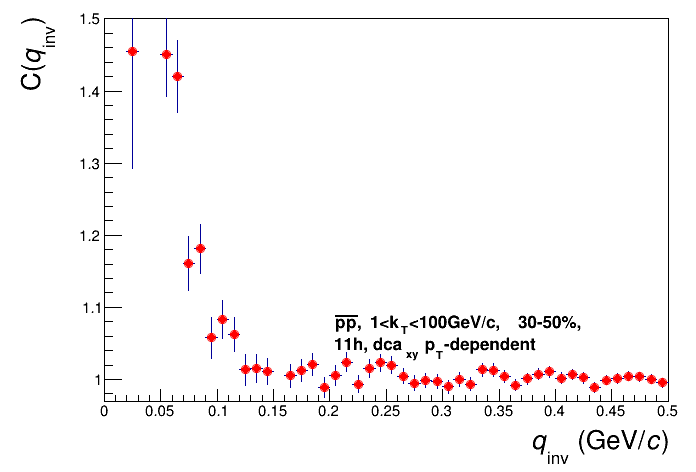 C(q_inv)
1.5
1.4
1.3
1.2
1.1
1
p̅p̅, 1<k_T<100GeV/c, 30-50%,
11h, dca_xy p_T-dependent
0 0.05 0.1 0.15 0.2 0.25 0.3 0.35 0.4 0.45 0.5
q_inv (GeV/c)